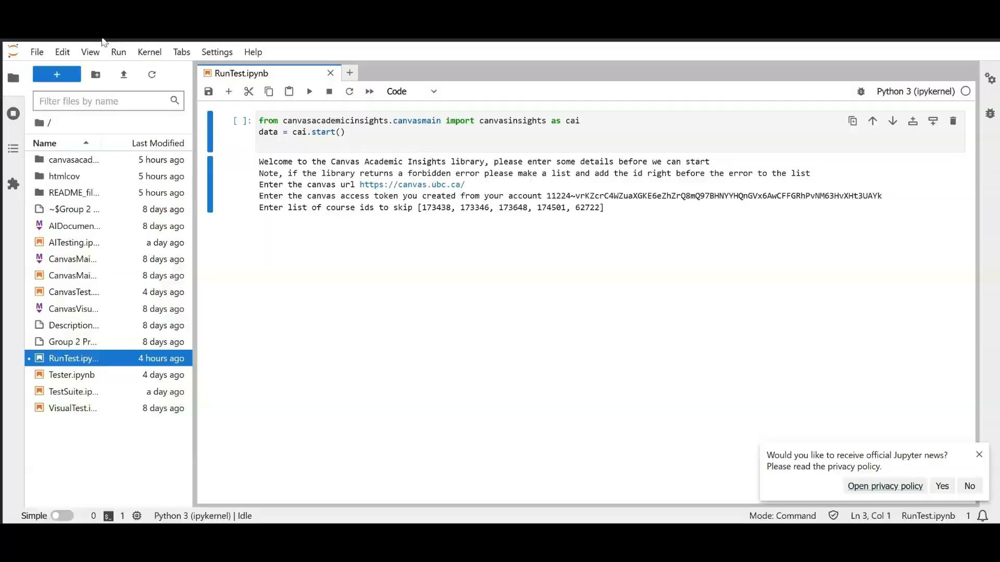 File Edit View Run Kernel Tabs Settings Help
RunTest.ipynb
Filter files by name
Code
Python 3 (ipykernel)
/
Name Last Modified
canvasacad... 5 hours ago
htmlcov 5 hours ago
README_fil... 5 hours ago
~$Group 2 ... 8 days ago
AIDocumen... 8 days ago
AITesting.ip... a day ago
CanvasMai... 8 days ago
CanvasMai... 8 days ago
CanvasTest.... 4 days ago
CanvasVisu... 8 days ago
Description... 8 days ago
Group 2 Pr... 8 days ago
RunTest.ipy... 4 hours ago
Tester.ipynb 4 days ago
TestSuite.ip... a day ago
VisualTest.i... 8 days ago
[ ]: from canvasacademicinsights.canvasmain import canvasinsights as cai
data = cai.start()
Welcome to the Canvas Academic Insights library, please enter some details before we can start
Note, if the library returns a forbidden error please make a list and add the id right before the error to the list
Enter the canvas url https://canvas.ubc.ca/
Enter the canvas access token you created from your account 11224~vrKZcrC4WZuaXGKE6eZhZrQ8mQ97BHNYYHQnGVx6AwCFFGRhPvNM63HvXHt3UAYk
Enter list of course ids to skip [173438, 173346, 173648, 174501, 62722]
Would you like to receive official Jupyter news?
Please read the privacy policy.
Open privacy policy Yes No
Simple 0 1 Python 3 (ipykernel) | Idle
Mode: Command Ln 3, Col 1 RunTest.ipynb 1